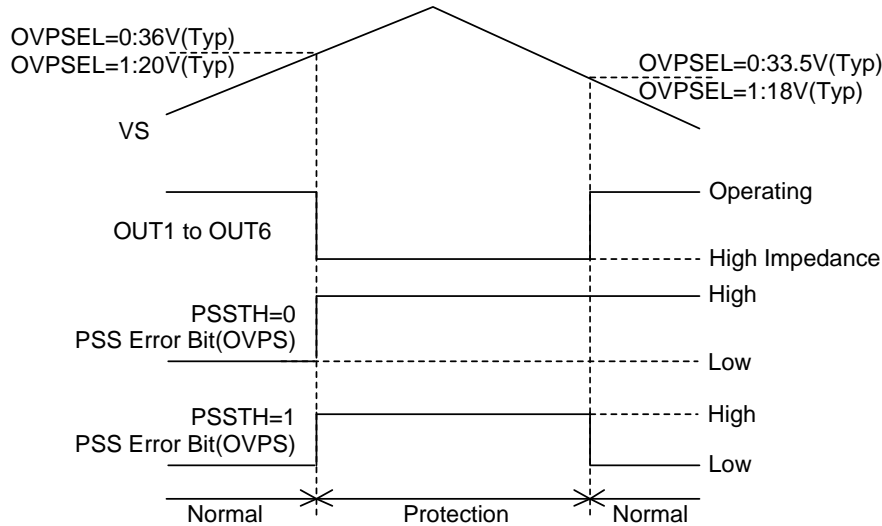 OVPSEL=0:36V(Typ)
OVPSEL=1:20V(Typ)
OVPSEL=0:33.5V(Typ)
OVPSEL=1:18V(Typ)
VS
Operating
OUT1 to OUT6
High Impedance
High
PSSTH=0
PSS Error Bit(OVPS)
Low
High
PSSTH=1
PSS Error Bit(OVPS)
Low
Normal
Protection
Normal